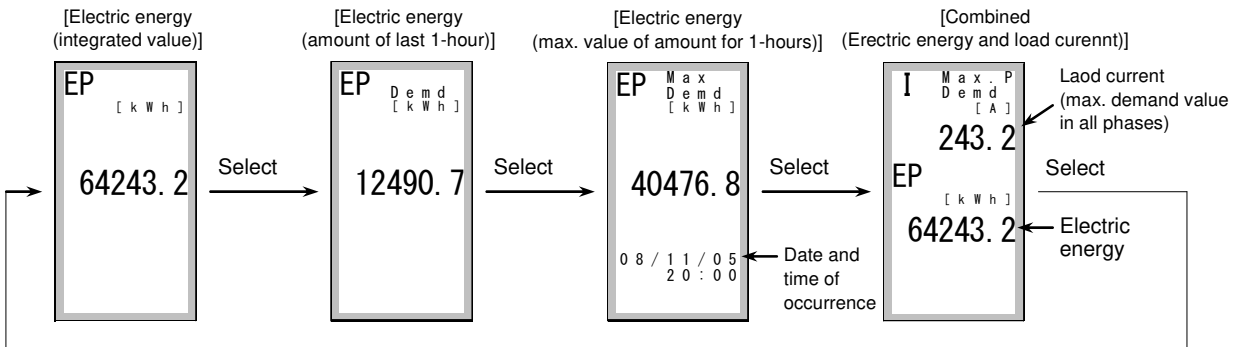 [Electric energy
(integrated value)]
[Electric energy
(amount of last 1-hour)]
[Electric energy
(max. value of amount for 1-hours)]
[Combined
(Erectric energy and load curennt)]
EP
[kWh]
64243.2
Select
EP
Demd
[kWh]
12490.7
Select
EP
Max
Demd
[kWh]
40476.8
08/11/05
20:00
Date and
time of
occurrence
Select
I
Max.P
Demd
[A]
243.2
EP
[kWh]
64243.2
Laod current
(max. demand value
in all phases)
Select
Electric
energy